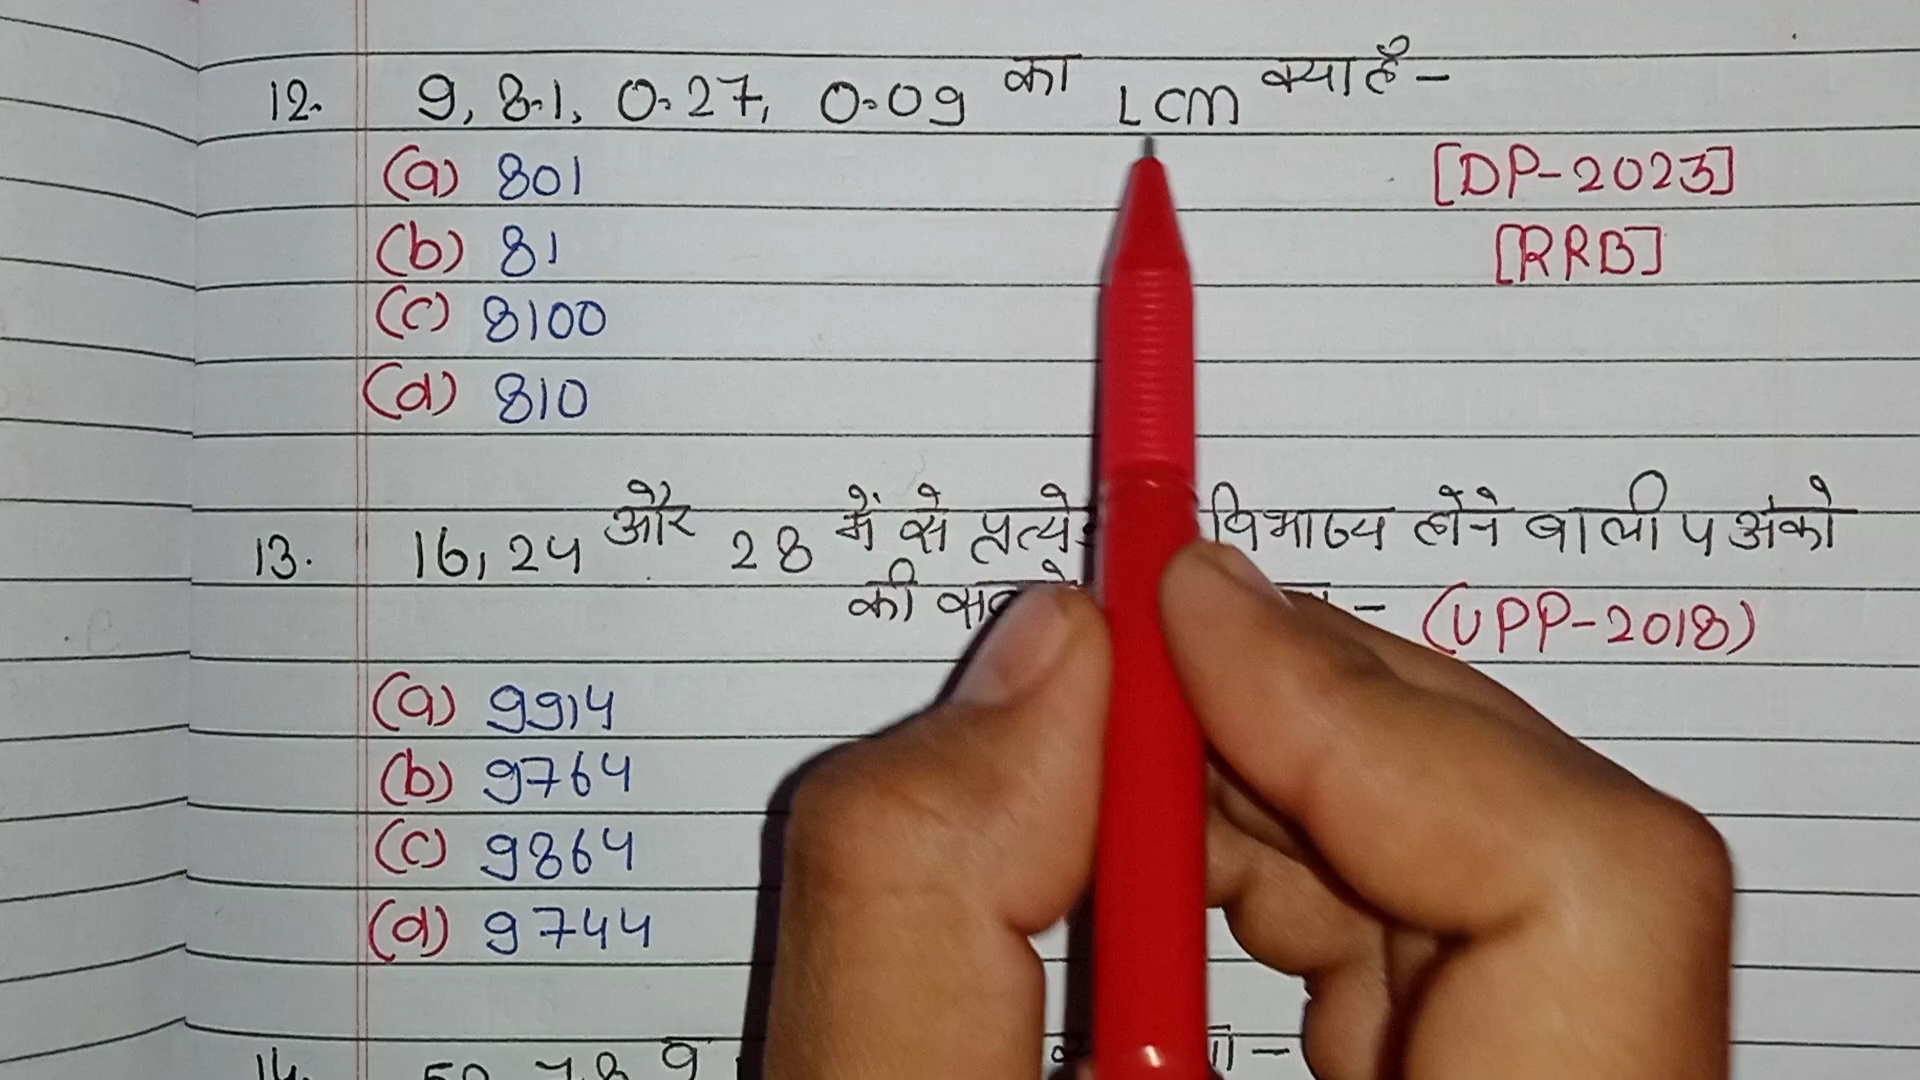 12. 9, 8.1, 0.27, 0.09 का LCM क्या है -
(a) 801 [DP-2023]
(b) 81 [RRB]
(c) 8100
(d) 810
13. 16, 24 और 28 में से विभाज्य होने वाली 4 अंको
की - (UPP-2018)
(a) 9914
(b) 9764
(c) 9864
(d) 9744
14.